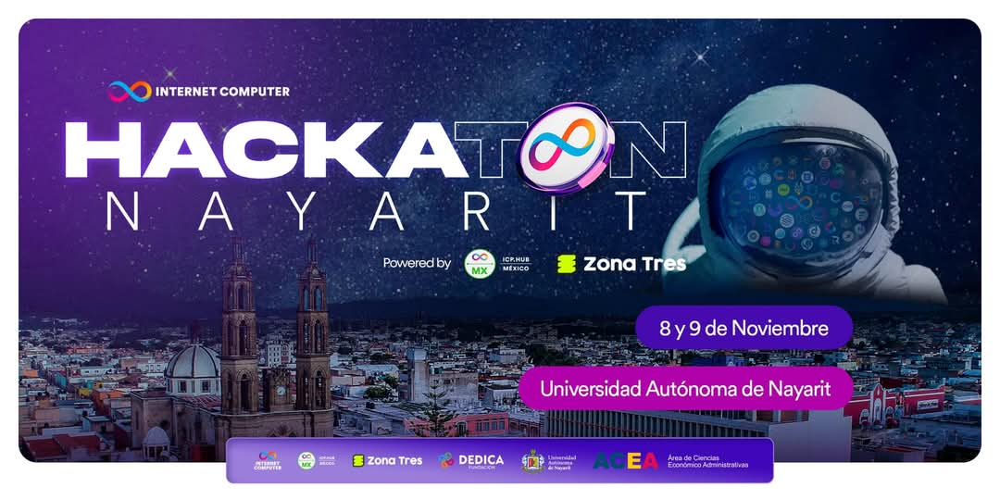 INTERNET COMPUTER
HACKATON
NAYARIT
Powered by
MX
ICP.HUB
MÉXICO
Zona Tres
8 y 9 de Noviembre
Universidad Autónoma de Nayarit
INTERNET
COMPUTER
MX
ICP.HUB
MÉXICO
Zona Tres
DEDICA
FUNDACIÓN
Universidad
Autónoma
de Nayarit
ACEA
Área de Ciencias
Económico Administrativas